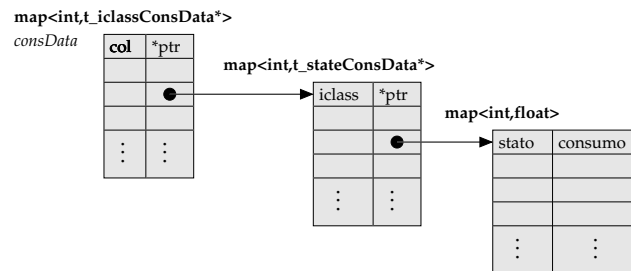 map<int,t_iclassConsData*>
consData
col *ptr
map<int,t_stateConsData*>
iclass *ptr
map<int,float>
stato consumo